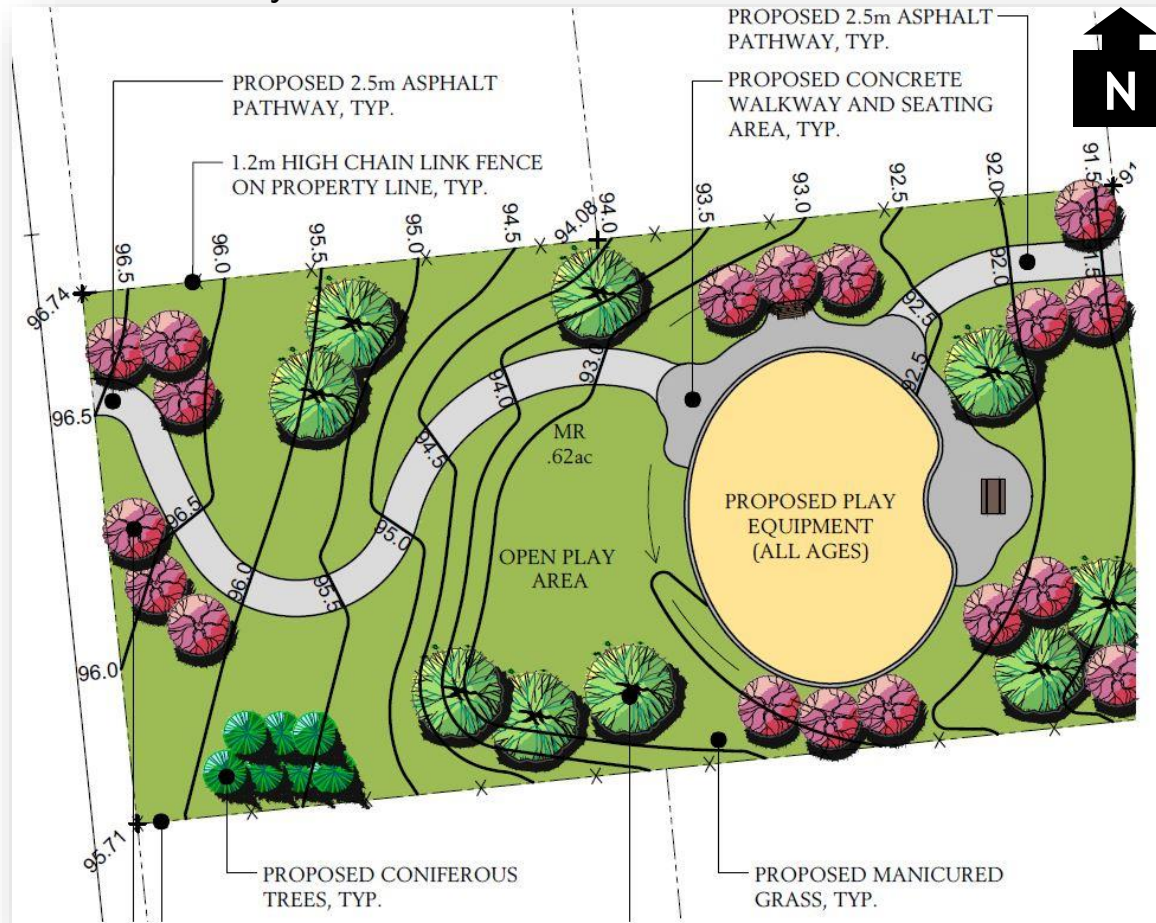 PROPOSED 2.5m ASPHALT
PATHWAY, TYP.
N
PROPOSED 2.5m ASPHALT
PATHWAY, TYP.
PROPOSED CONCRETE
WALKWAY AND SEATING
AREA, TYP.
1.2m HIGH CHAIN LINK FENCE
ON PROPERTY LINE, TYP.
96.74
96.5
96.0
95.5
95.0
94.5
94.08
94.0
93.5
93.0
92.5
92.0
91.5
91
92.0
92.5
92.5
93.0
94.0
94.5
95.0
95.5
96.0
96.5
96.5
96.0
95.71
MR
.62ac
OPEN PLAY
AREA
PROPOSED PLAY
EQUIPMENT
(ALL AGES)
PROPOSED CONIFEROUS
TREES, TYP.
PROPOSED MANICURED
GRASS, TYP.